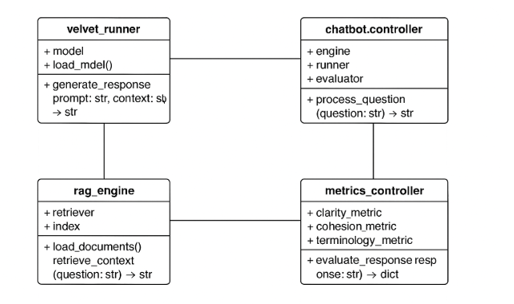 velvet_runner
+ model
+ load_mdel()
+ generate_response
prompt: str, context: st
→ str
chatbot.controller
+ engine
+ runner
+ evaluator
+ process_question
(question: str) → str
rag_engine
+ retriever
+ index
+ load_documents()
retrieve_context
(question: str) → str
metrics_controller
+ clarity_metric
+ cohesion_metric
+ terminology_metric
+ evaluate_response resp
onse: str) → dict